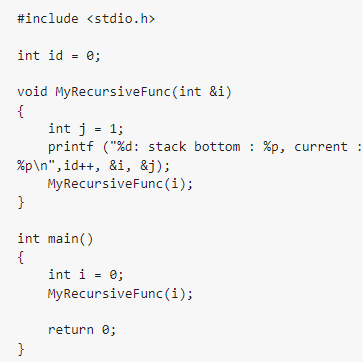 #include <stdio.h>

int id = 0;

void MyRecursiveFunc(int &i)
{
    int j = 1;
    printf ("%d: stack bottom : %p, current :
%p\n",id++, &i, &j);
    MyRecursiveFunc(i);
}

int main()
{
    int i = 0;
    MyRecursiveFunc(i);

    return 0;
}